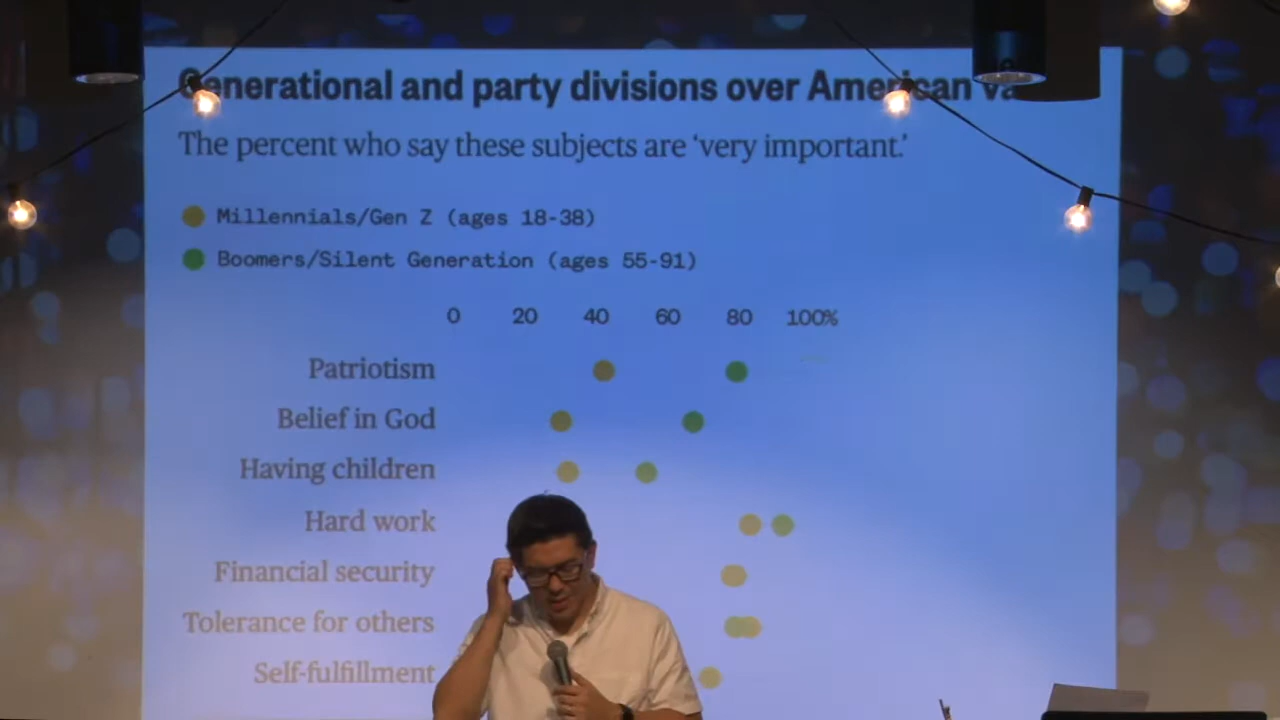 Generational and party divisions over American va
The percent who say these subjects are ‘very important.’
Millennials/Gen Z (ages 18-38)
Boomers/Silent Generation (ages 55-91)
0 20 40 60 80 100%
Patriotism
Belief in God
Having children
Hard work
Financial security
Tolerance for others
Self-fulfillment